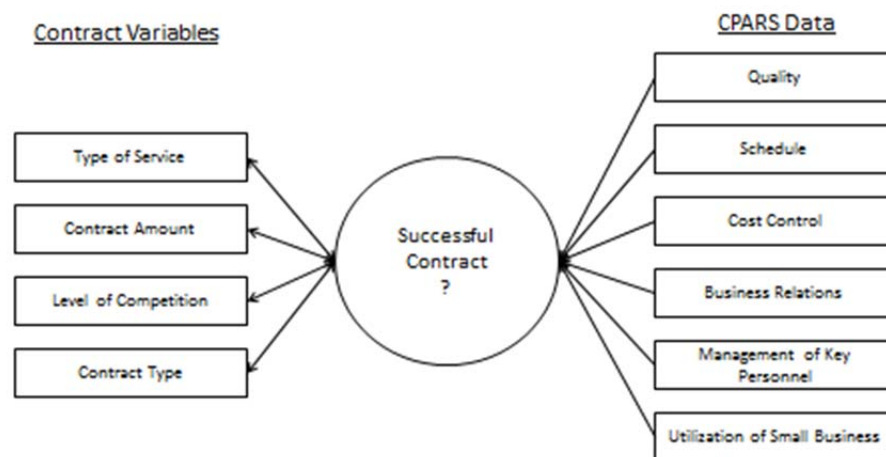 Contract Variables
Type of Service
Contract Amount
Level of Competition
Contract Type
Successful
Contract
?
CPARS Data
Quality
Schedule
Cost Control
Business Relations
Management of Key
Personnel
Utilization of Small Business